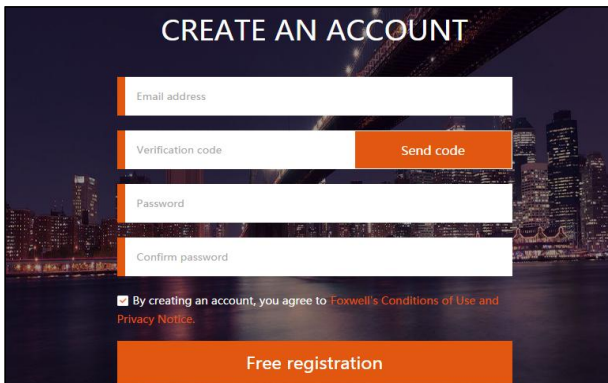 CREATE AN ACCOUNT
Email address
Verification code
Send code
Password
Confirm password
By creating an account, you agree to Foxwell's Conditions of Use and
Privacy Notice.
Free registration